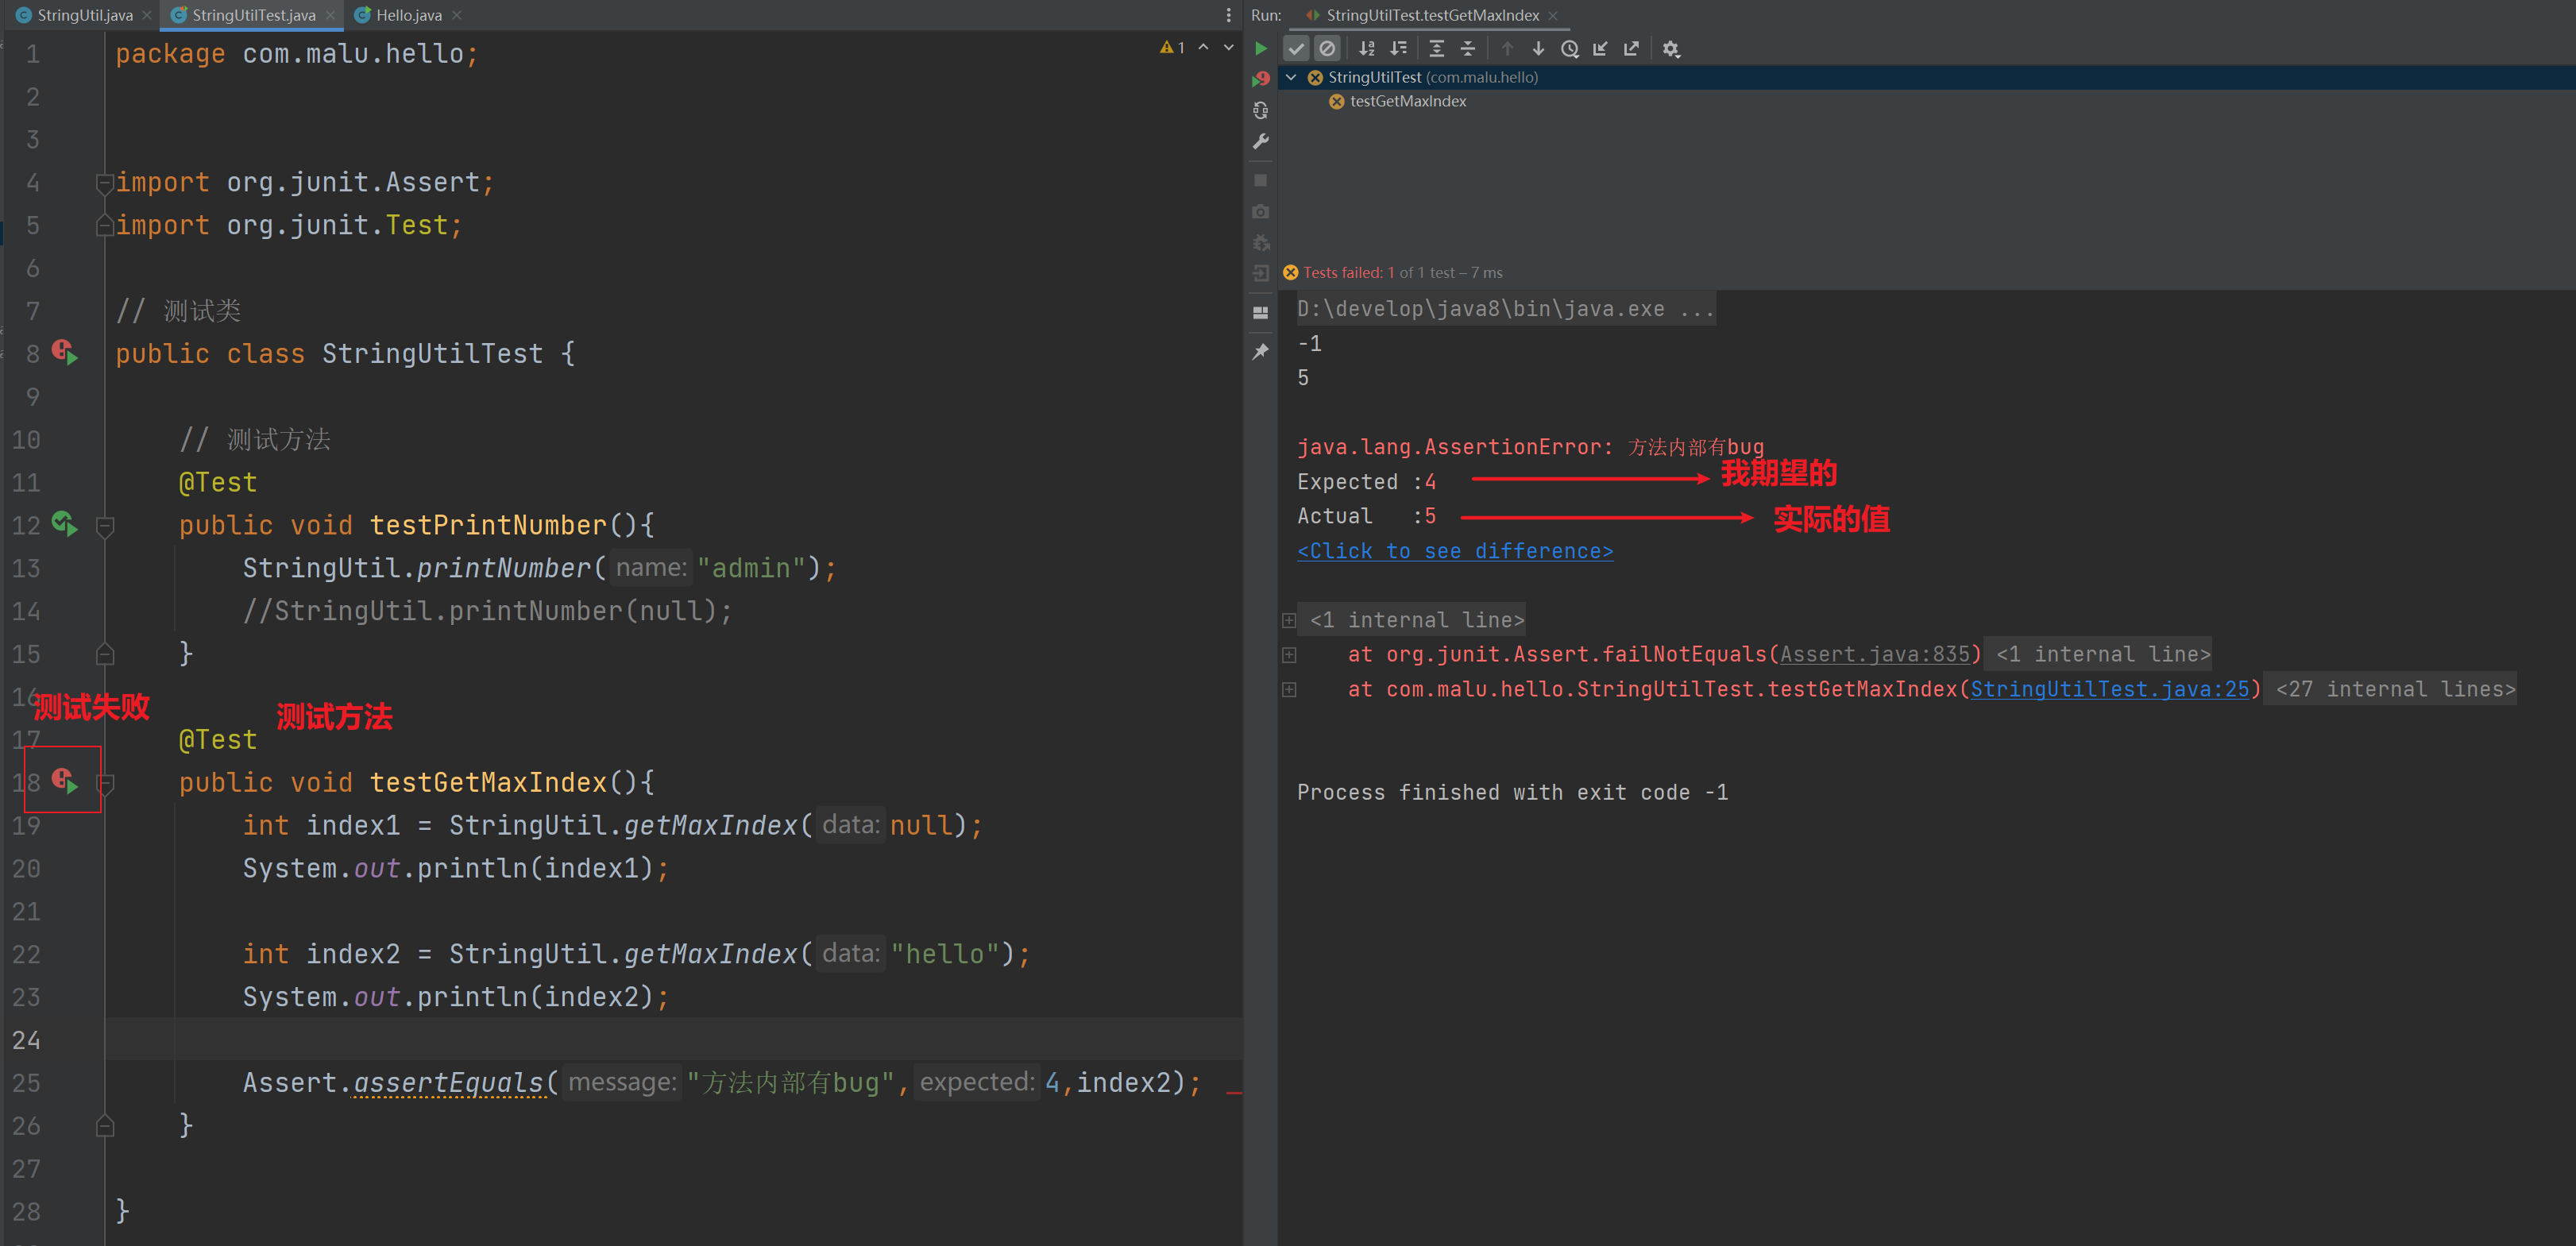 StringUtil.java
StringUtilTest.java
Hello.java
1 package com.malu.hello;
1
2
3
4 import org.junit.Assert;
5 import org.junit.Test;
6
7 // 测试类
8 public class StringUtilTest {
9
10 // 测试方法
11 @Test
12 public void testPrintNumber(){
13 StringUtil.printNumber( name: "admin");
14 //StringUtil.printNumber(null);
15 }
16
测试失败
测试方法
17 @Test
18 public void testGetMaxIndex(){
19 int index1 = StringUtil.getMaxIndex( data: null);
20 System.out.println(index1);
21
22 int index2 = StringUtil.getMaxIndex( data: "hello");
23 System.out.println(index2);
24
25 Assert.assertEquals( message: "方法内部有bug", expected: 4,index2);
26 }
27
28 }
Run: StringUtilTest.testGetMaxIndex
StringUtilTest (com.malu.hello)
testGetMaxIndex
Tests failed: 1 of 1 test – 7 ms
D:\develop\java8\bin\java.exe ...
-1
5
java.lang.AssertionError: 方法内部有bug
Expected :4
我期望的
Actual :5
实际的值
<Click to see difference>
<1 internal line>
at org.junit.Assert.failNotEquals(Assert.java:835) <1 internal line>
at com.malu.hello.StringUtilTest.testGetMaxIndex(StringUtilTest.java:25) <27 internal lines>
Process finished with exit code -1